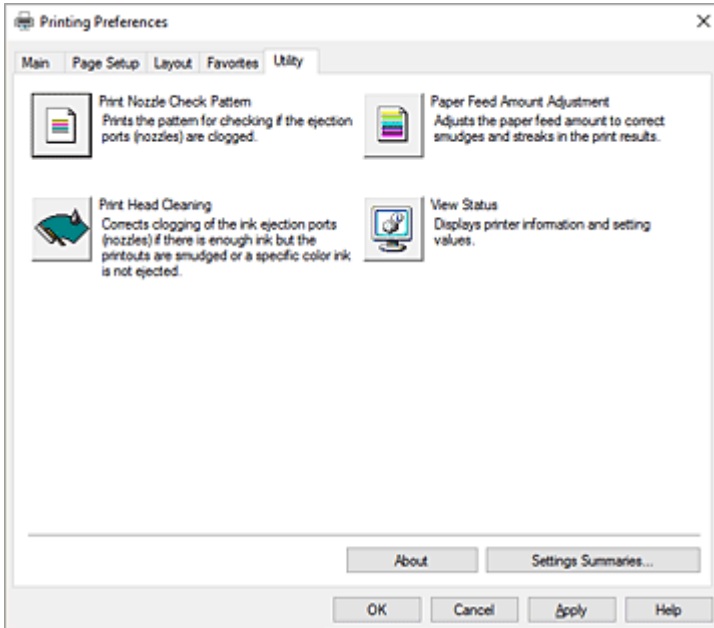 Printing Preferences
Main Page Setup Layout Favorites Utility
Print Nozzle Check Pattern
Prints the pattern for checking if the ejection
ports (nozzles) are clogged.
Paper Feed Amount Adjustment
Adjusts the paper feed amount to correct
smudges and streaks in the print results.
Print Head Cleaning
Corrects clogging of the ink ejection ports
(nozzles) if there is enough ink but the
printouts are smudged or a specific color ink
is not ejected.
View Status
Displays printer information and setting
values.
About Settings Summaries...
OK Cancel Apply Help